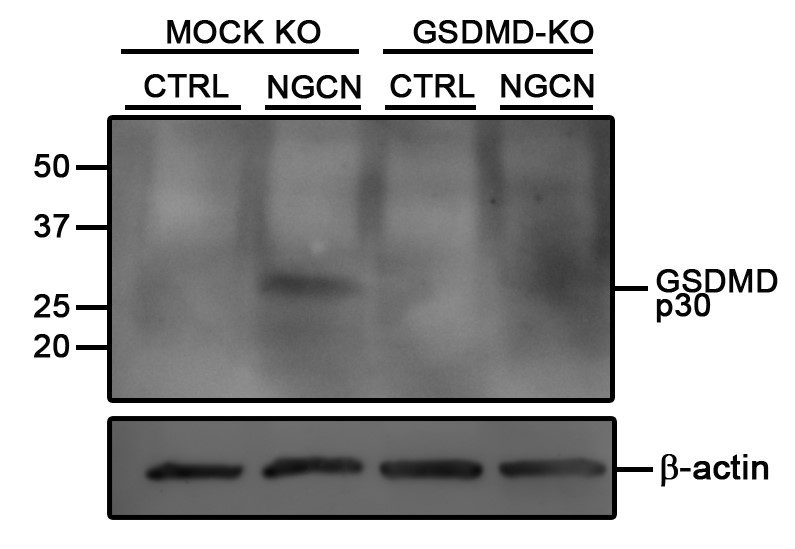 MOCK KO GSDMD-KO
CTRL NGCN CTRL NGCN
50
37
25
20
GSDMD
p30
β-actin